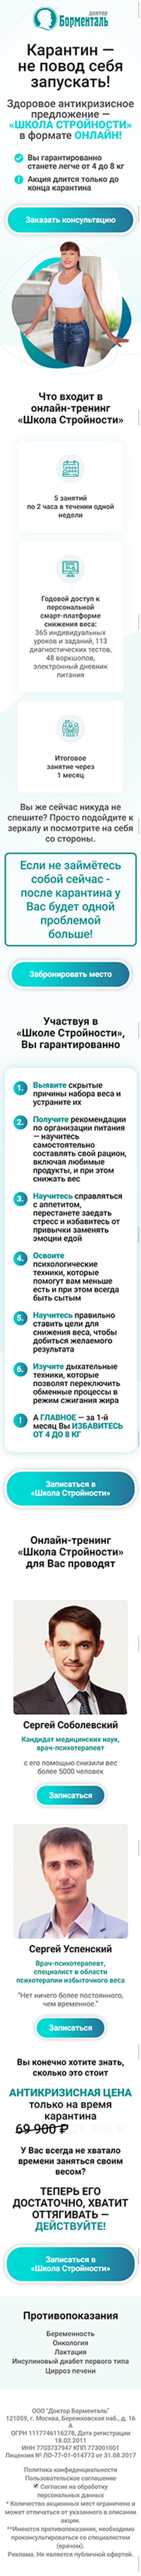 доктор
Борменталь
Карантин —
не повод себя
запускать!
Здоровое антикризисное
предложение —
«ШКОЛА СТРОЙНОСТИ»
в формате ОНЛАЙН!
Вы гарантированно
станете легче от 4 до 8 кг
Акция длится только до
конца карантина
Заказать консультацию
Что входит в
онлайн-тренинг
«Школа Стройности»
5 занятий
по 2 часа в течении одной
недели
Годовой доступ к
персональной
смарт-платформе
снижения веса:
365 индивидуальных
уроков и заданий, 113
диагностических тестов,
48 воркшопов,
электронный дневник
питания
Итоговое
занятие через
1 месяц
Вы же сейчас никуда не
спешите? Просто подойдите к
зеркалу и посмотрите на себя
со стороны.
Если не займётесь
собой сейчас -
после карантина у
Вас будет одной
проблемой
больше!
Забронировать место
Участвуя в
«Школе Стройности»,
Вы гарантированно
1. Выявите скрытые
причины набора веса и
устраните их
2. Получите рекомендации
по организации питания
— научитесь
самостоятельно
составлять свой рацион,
включая любимые
продукты, и при этом
снижать вес
3. Научитесь справляться
с аппетитом,
перестанете заедать
стресс и избавитесь от
привычки заменять
эмоции едой
4. Освоите
психологические
техники, которые
помогут вам меньше
есть и при этом всегда
быть сытым
5. Научитесь правильно
ставить цели для
снижения веса, чтобы
добиться желаемого
результата
6. Изучите дыхательные
техники, которые
позволят переключить
обменные процессы в
режим сжигания жира
! А ГЛАВНОЕ — за 1-й
месяц Вы ИЗБАВИТЕСЬ
ОТ 4 ДО 8 КГ
Записаться в
«Школа Стройности»
Онлайн-тренинг
«Школа Стройности»
для Вас проводят
Сергей Соболевский
Кандидат медицинских наук,
врач-психотерапевт
с его помощью снизили вес
более 5000 человек
Записаться
Сергей Успенский
Врач-психотерапевт,
специалист в области
психотерапии избыточного веса
“Нет ничего более постоянного,
чем временное.”
Записаться
Вы конечно хотите знать,
сколько это стоит
АНТИКРИЗИСНАЯ ЦЕНА
только на время
карантина
69 900 ₽
У Вас всегда не хватало
времени заняться своим
весом?
ТЕПЕРЬ ЕГО
ДОСТАТОЧНО, ХВАТИТ
ОТТЯГИВАТЬ —
ДЕЙСТВУЙТЕ!
Записаться в
«Школа Стройности»
Противопоказания
Беременность
Онкология
Лактация
Инсулиновый диабет первого типа
Цирроз печени
ООО "Доктор Борменталь"
121059, г. Москва, Бережковская наб., д. 16
А
ОГРН 1117746116278, Дата регистрации
18.02.2011
ИНН 7703737947 КПП 773001001
Лицензия № ЛО-77-01-014773 от 31.08.2017
Политика конфиденциальности
Пользовательское соглашение
Согласие на обработку
персональных данных
* Количество акционных мест ограничено и
может отличаться от указанного в описании
акции.
**Имеются противопоказания, необходимо
проконсультироваться со специалистом
(врачом).
Реклама. Не является публичной офертой.